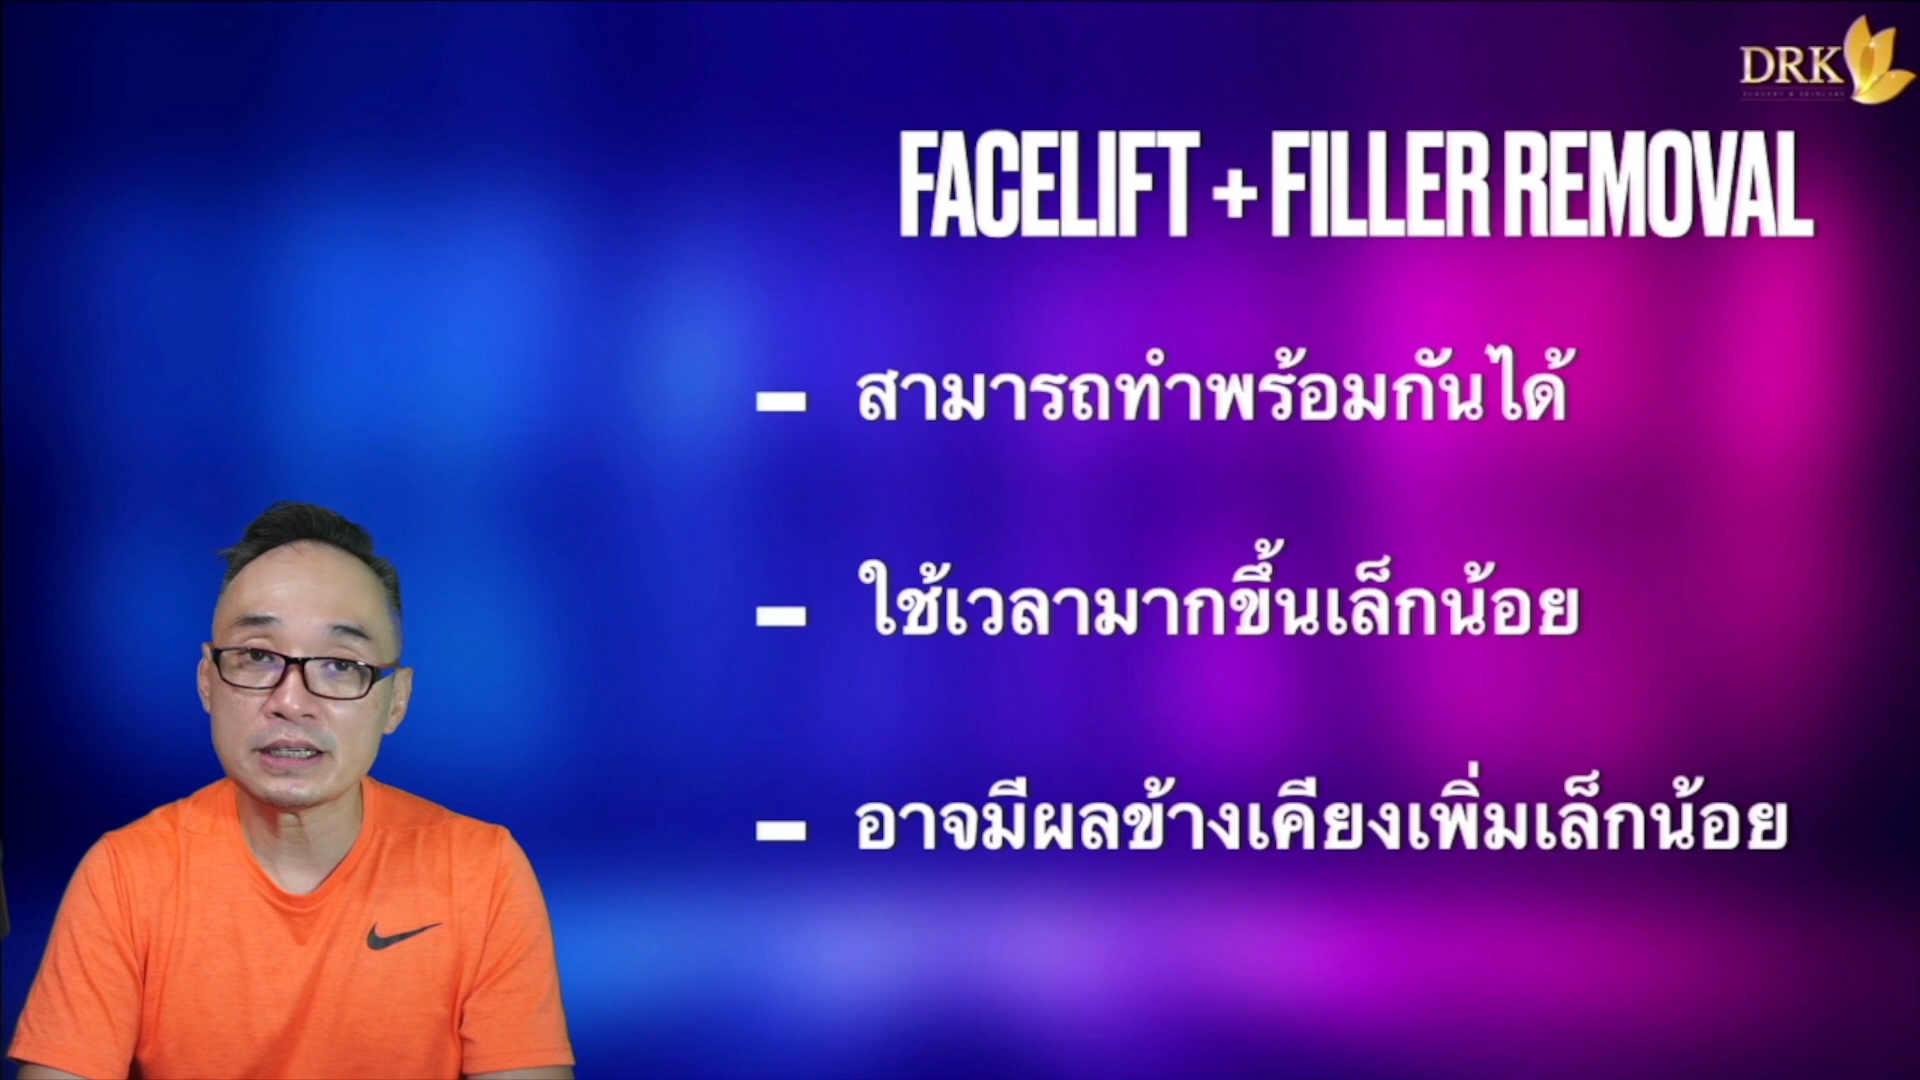 DRK
FACELIFT + FILLER REMOVAL
- สามารถทำพร้อมกันได้
- ใช้เวลามากขึ้นเล็กน้อย
- อาจมีผลข้างเคียงเพิ่มเล็กน้อย